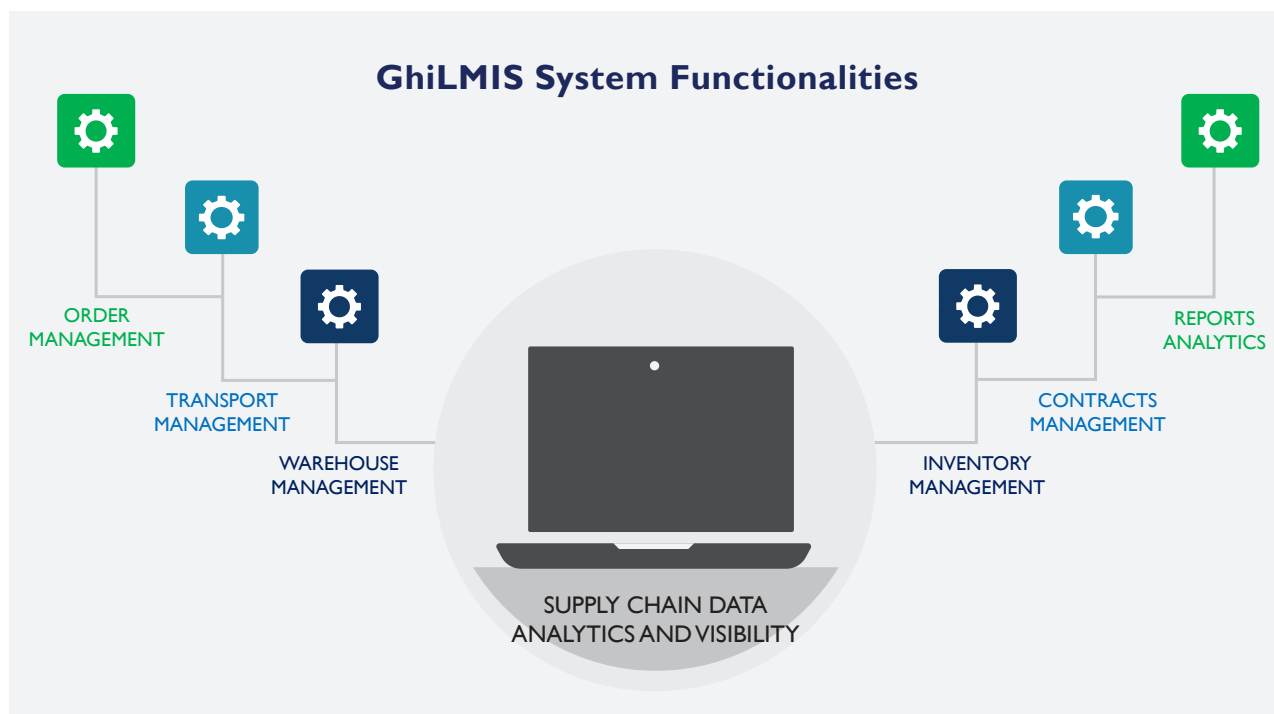 GhiLMIS System Functionalities
ORDER
MANAGEMENT
TRANSPORT
MANAGEMENT
WAREHOUSE
MANAGEMENT
REPORTS
ANALYTICS
CONTRACTS
MANAGEMENT
INVENTORY
MANAGEMENT
SUPPLY CHAIN DATA
ANALYTICS AND VISIBILITY